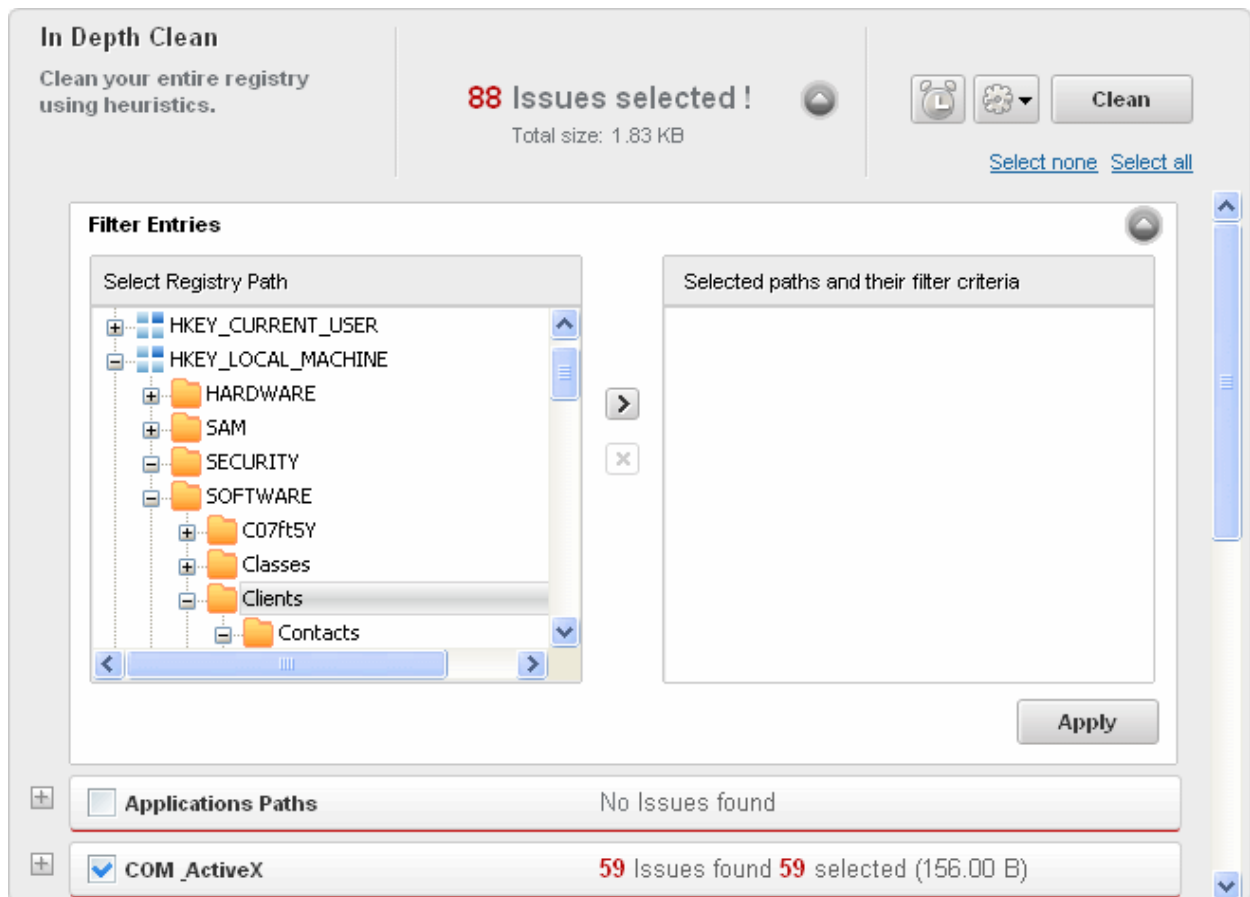 In Depth Clean
Clean your entire registry
using heuristics.
88 Issues selected !
Total size: 1.83 KB
Clean
Select none Select all
Filter Entries
Select Registry Path
HKEY_CURRENT_USER
HKEY_LOCAL_MACHINE
HARDWARE
SAM
SECURITY
SOFTWARE
C07ft5Y
Classes
Clients
Contacts
Selected paths and their filter criteria
Apply
Applications Paths No Issues found
COM_ActiveX 59 Issues found 59 selected (156.00 B)